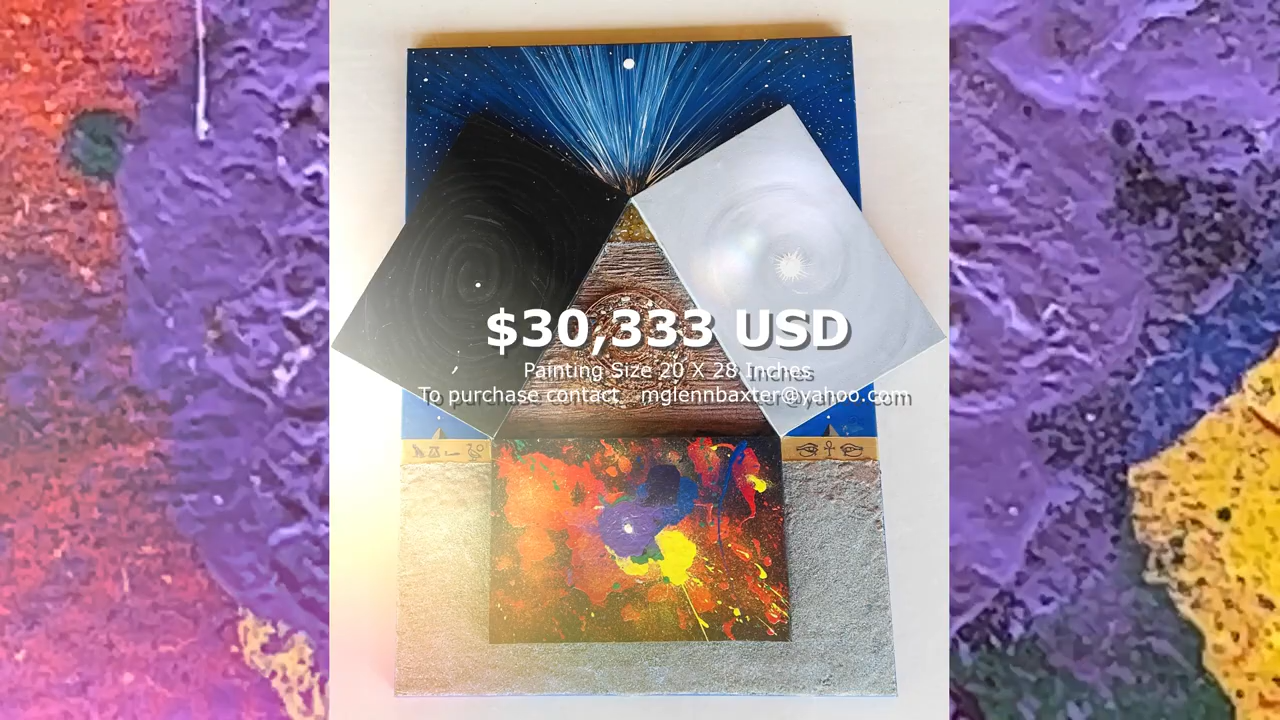 $30,333 USD
Painting Size 20 X 28 Inches
To purchase contact - mglennbaxter@yahoo.com